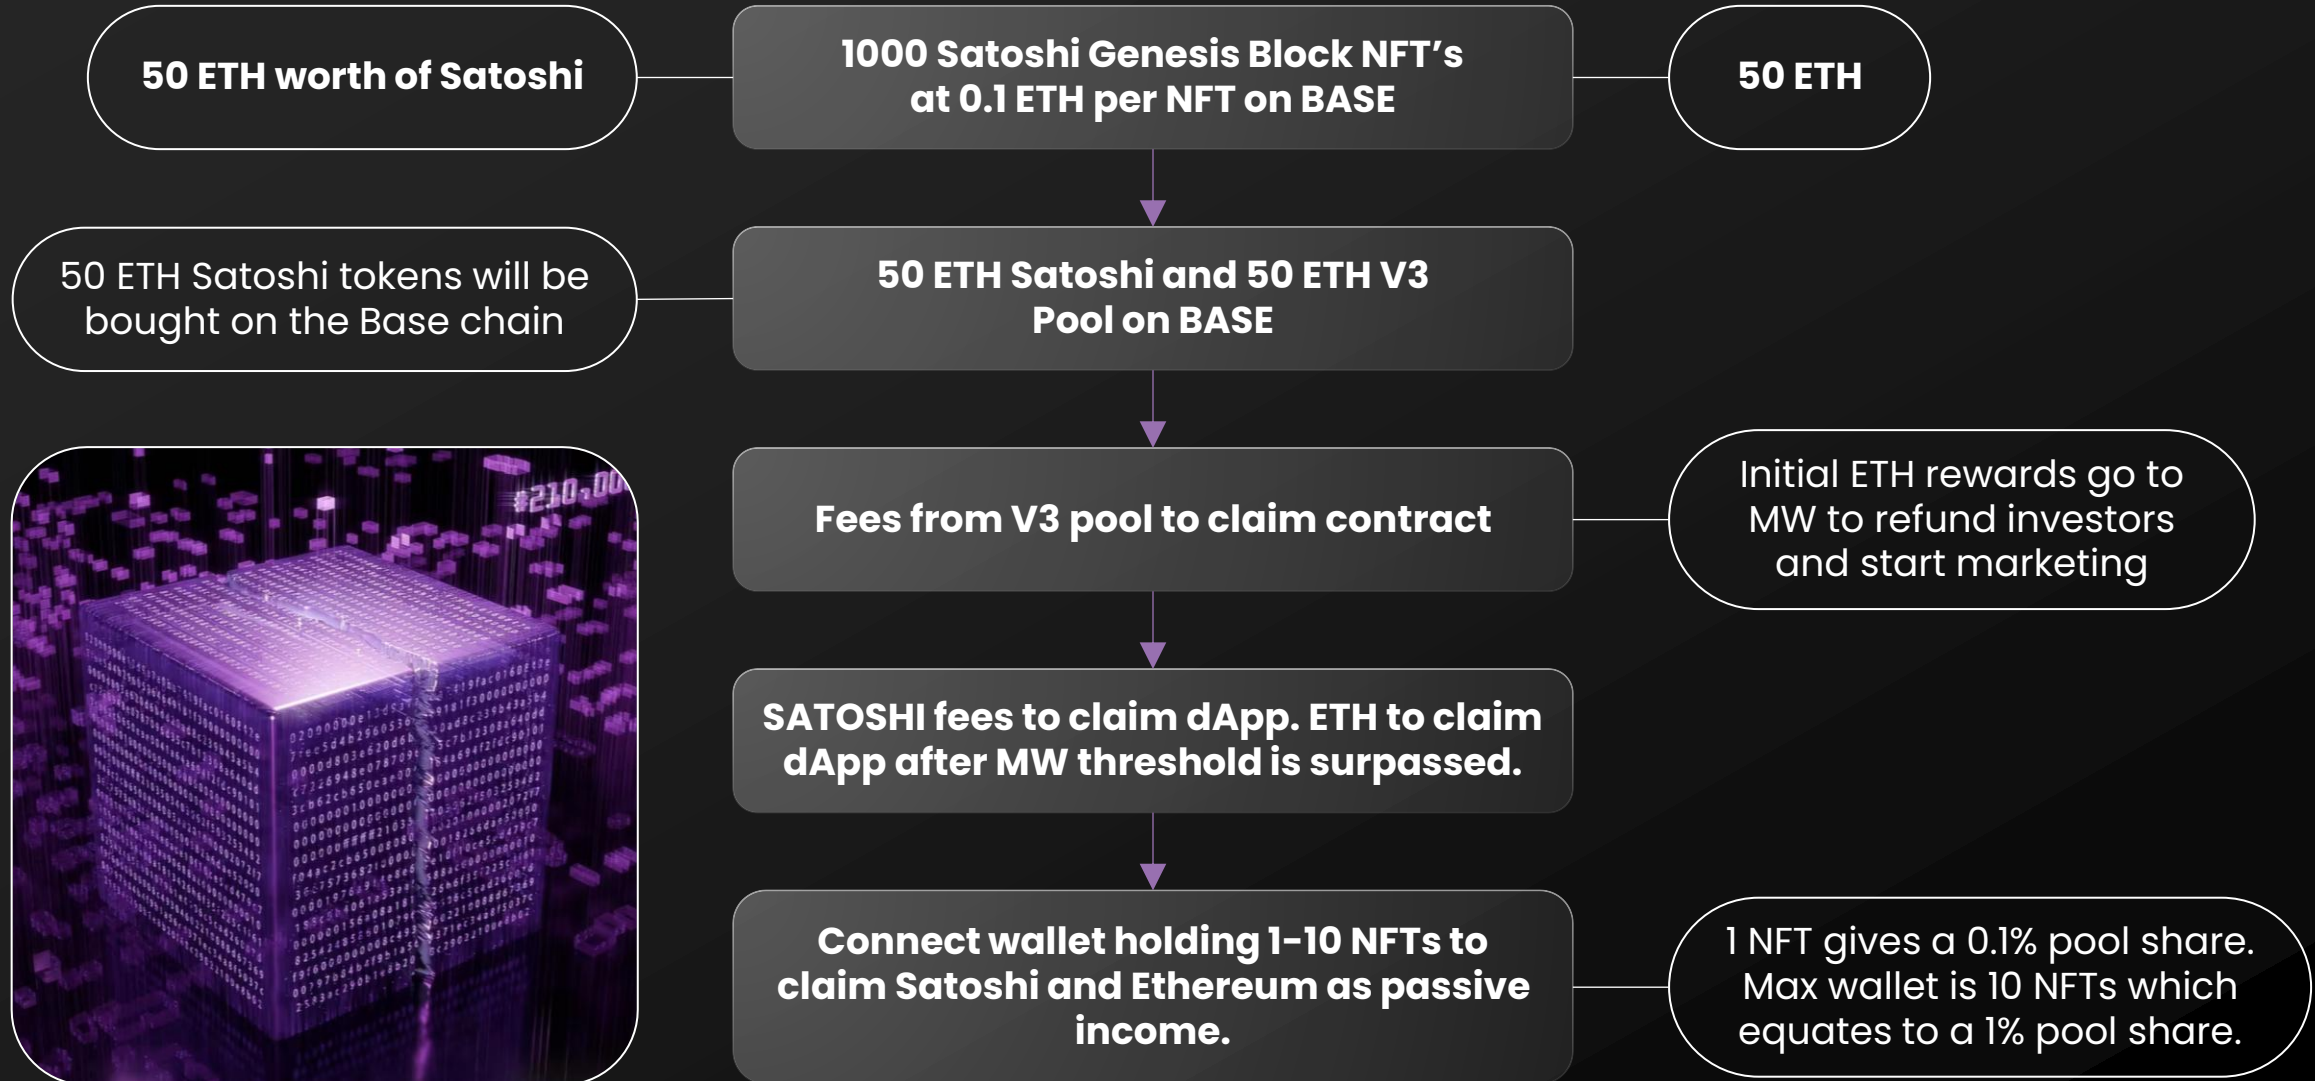 50 ETH worth of Satoshi
1000 Satoshi Genesis Block NFT’s
at 0.1 ETH per NFT on BASE
50 ETH
50 ETH Satoshi tokens will be
bought on the Base chain
50 ETH Satoshi and 50 ETH V3
Pool on BASE
Fees from V3 pool to claim contract
Initial ETH rewards go to
MW to refund investors
and start marketing
SATOSHI fees to claim dApp. ETH to claim
dApp after MW threshold is surpassed.
Connect wallet holding 1-10 NFTs to
claim Satoshi and Ethereum as passive
income.
1 NFT gives a 0.1% pool share.
Max wallet is 10 NFTs which
equates to a 1% pool share.